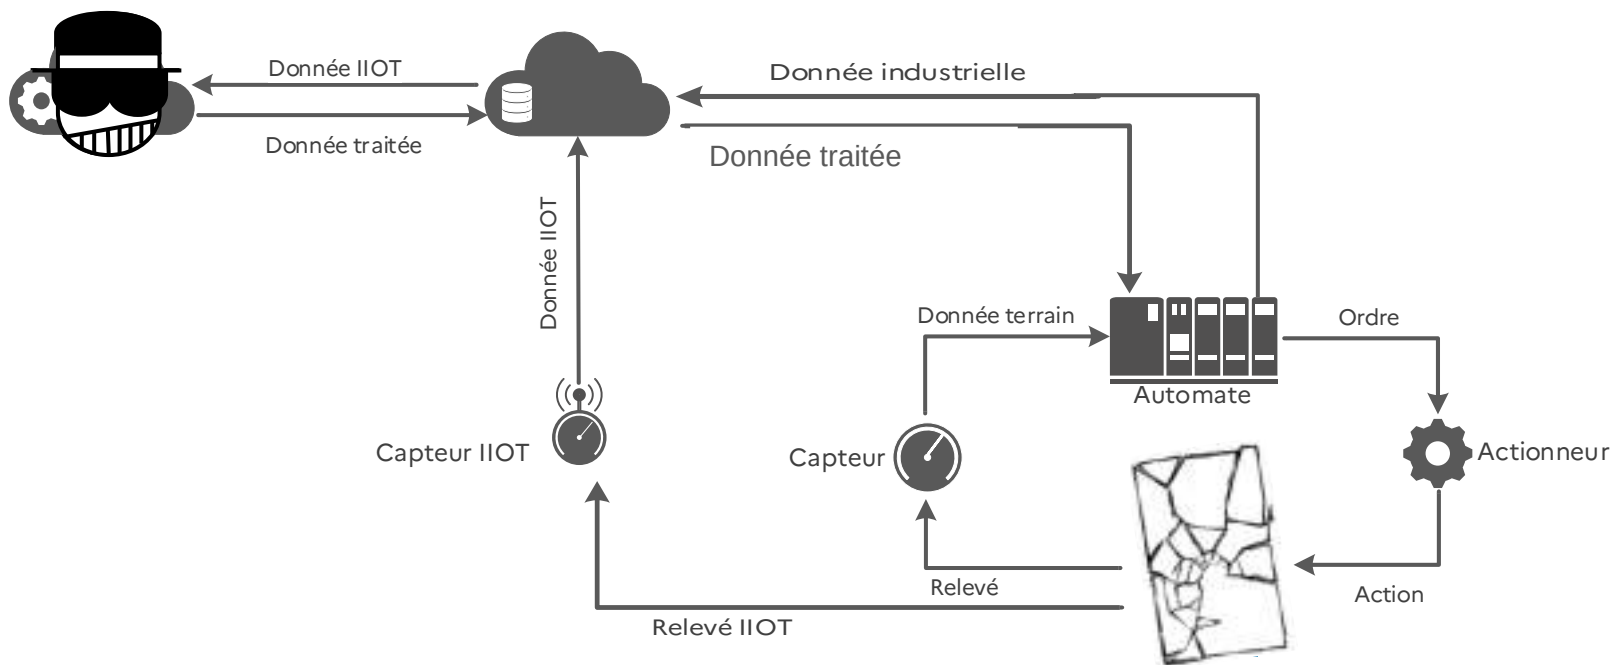 Donnée IIOT
Donnée industrielle
Donnée traitée
Donnée traitée
Donnée IIOT
Donnée terrain
Ordre
Automate
Capteur IIOT
Capteur
Actionneur
Relevé
Action
Relevé IIOT